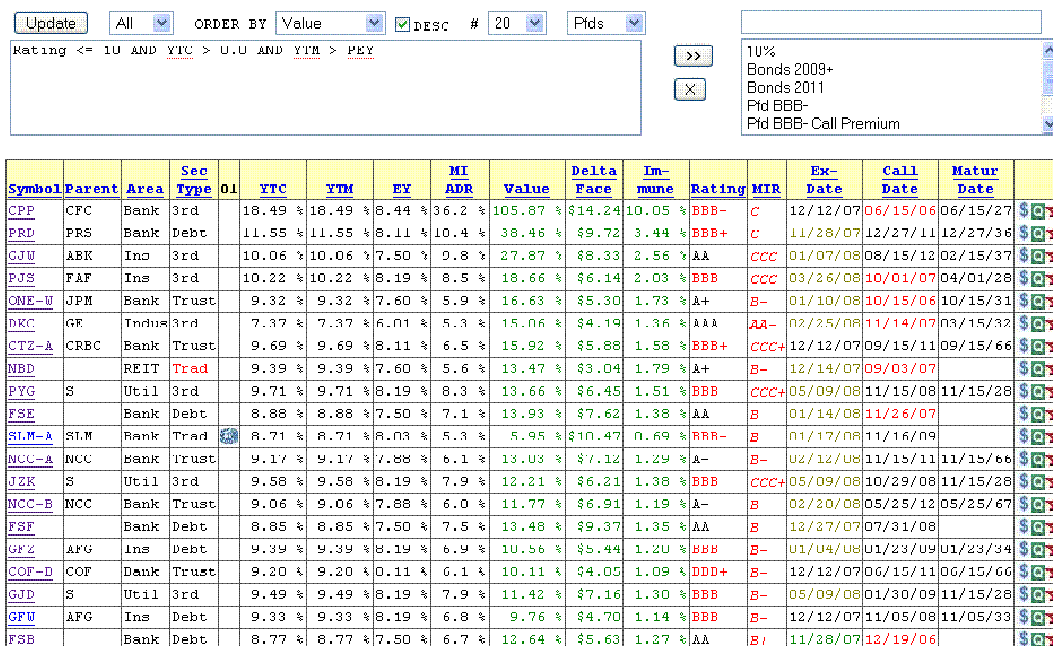 Update All ORDER BY Value DESC # 20 Pfds
Rating <= 10 AND YTC > 0.0 AND YTM > PEY
>>
X
10%
Bonds 2009+
Bonds 2011
Pfd BBB-
Pfd BBB- Call Premium
Sec MI Delta Im- Ex- Call Matur
Symbol Parent Area Type YTC YTM EY ADR Value Face mune Rating MIR Date Date Date
CPP CFC Bank 3rd 18.49 % 18.49 % 8.44 % 36.2 % 105.87 % $14.24 10.05 % BBB- C 12/12/07 06/15/06 06/15/27
PRD PRS Bank Debt 11.55 % 11.55 % 8.11 % 10.4 % 38.46 % $9.72 3.44 % BBB+ C 11/28/07 12/27/11 12/27/36
GJW ABK Ins 3rd 10.06 % 10.06 % 7.50 % 9.8 % 27.87 % $8.33 2.56 % AA CCC 01/07/08 08/15/12 02/15/37
PJS FAF Ins 3rd 10.22 % 10.22 % 8.19 % 8.5 % 18.66 % $6.14 2.03 % BBB CCC 03/26/08 10/01/07 04/01/28
ONE-W JPM Bank Trust 9.32 % 9.32 % 7.60 % 5.9 % 16.63 % $5.30 1.73 % A+ B- 01/10/08 10/15/06 10/15/31
DKC GE Indus 3rd 7.37 % 7.37 % 6.01 % 5.3 % 15.06 % $4.19 1.36 % AAA AA- 02/25/08 11/14/07 03/15/32
CTZ-A CRBC Bank Trust 9.69 % 9.69 % 8.11 % 6.5 % 15.92 % $5.88 1.58 % BBB+ CCC+ 12/12/07 09/15/11 09/15/66
NBD REIT Trad 9.39 % 9.39 % 7.60 % 5.6 % 13.47 % $3.04 1.79 % A+ B- 12/14/07 09/03/07
PYG S Util 3rd 9.71 % 9.71 % 8.19 % 8.3 % 13.66 % $6.45 1.51 % BBB CCC+ 05/09/08 11/15/08 11/15/28
FSE Bank Debt 8.88 % 8.88 % 7.50 % 7.1 % 13.93 % $7.62 1.38 % AA B 01/14/08 11/26/07
SLM-A SLM Bank Trad 8.71 % 8.71 % 8.03 % 5.3 % 5.95 % $10.47 0.69 % BBB- B 01/17/08 11/16/09
NCC-A NCC Bank Trust 9.17 % 9.17 % 7.88 % 6.1 % 13.03 % $7.12 1.29 % A- B- 02/12/08 11/15/11 11/15/66
JZK S Util 3rd 9.58 % 9.58 % 8.19 % 7.9 % 12.21 % $6.21 1.38 % BBB CCC+ 05/09/08 10/29/08 11/15/28
NCC-B NCC Bank Trust 9.06 % 9.06 % 7.88 % 6.0 % 11.77 % $6.91 1.19 % A- B 02/20/08 05/25/12 05/25/67
FSF Bank Debt 8.85 % 8.85 % 7.50 % 7.5 % 13.48 % $9.37 1.35 % AA B 12/27/07 07/31/08
GFZ AFG Ins Debt 9.39 % 9.39 % 8.19 % 6.9 % 10.56 % $5.44 1.20 % BBB B- 01/04/08 01/23/09 01/23/34
COF-D COF Bank Trust 9.20 % 9.20 % 8.11 % 6.1 % 10.11 % $4.05 1.09 % BBB+ B- 12/12/07 06/15/11 06/15/66
GJD S Util 3rd 9.49 % 9.49 % 8.19 % 7.9 % 11.42 % $7.16 1.30 % BBB B- 05/09/08 01/30/09 11/15/28
GFW AFG Ins Debt 9.33 % 9.33 % 8.19 % 6.8 % 9.76 % $4.70 1.14 % BBB B- 12/12/07 11/05/08 11/05/33
FSB Bank Debt 8.77 % 8.77 % 7.50 % 6.7 % 12.64 % $5.63 1.27 % AA B+ 11/28/07 12/19/06